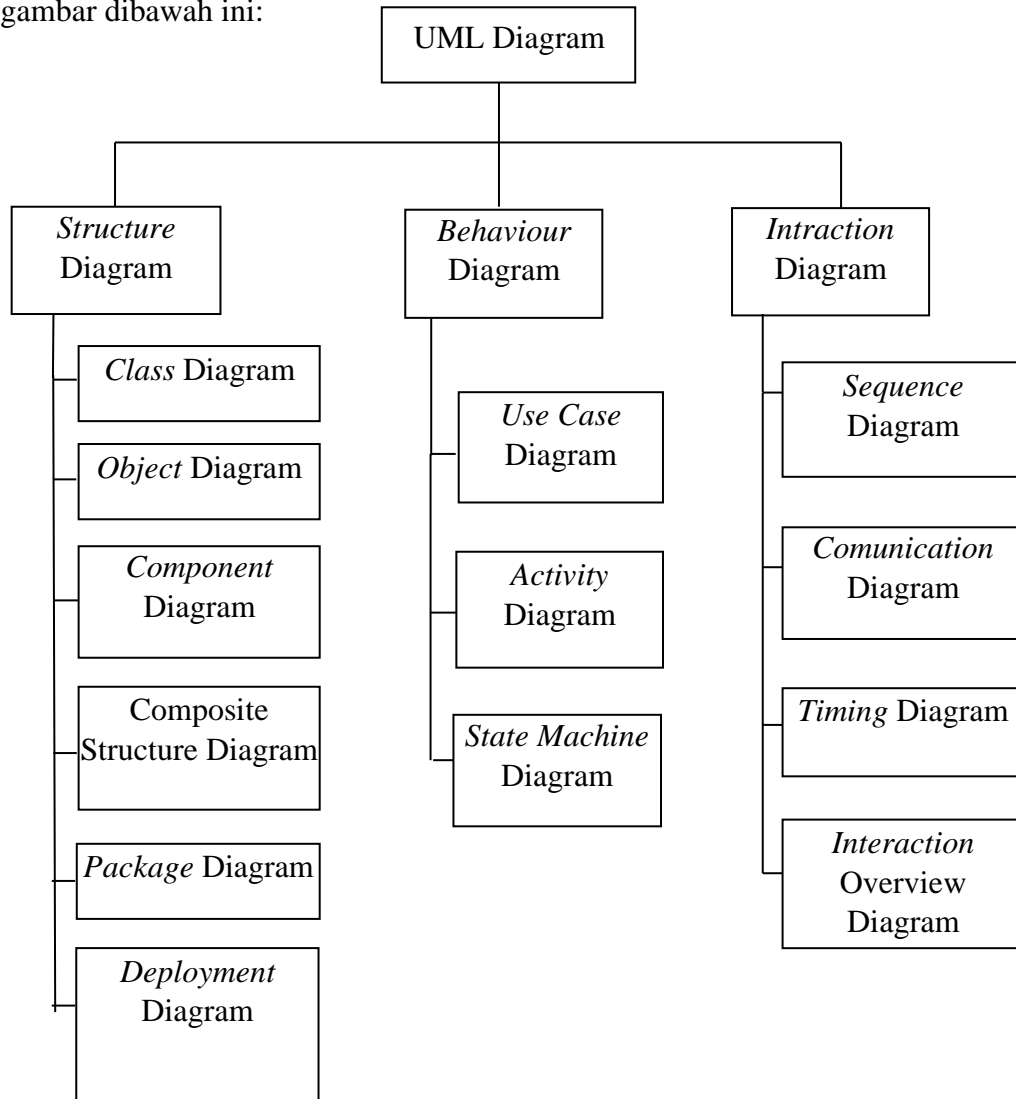 gambar dibawah ini:
UML Diagram
Structure
Diagram
Class Diagram
Object Diagram
Component
Diagram
Composite
Structure Diagram
Package Diagram
Deployment
Diagram
Behaviour
Diagram
Use Case
Diagram
Activity
Diagram
State Machine
Diagram
Intraction
Diagram
Sequence
Diagram
Comunication
Diagram
Timing Diagram
Interaction
Overview
Diagram